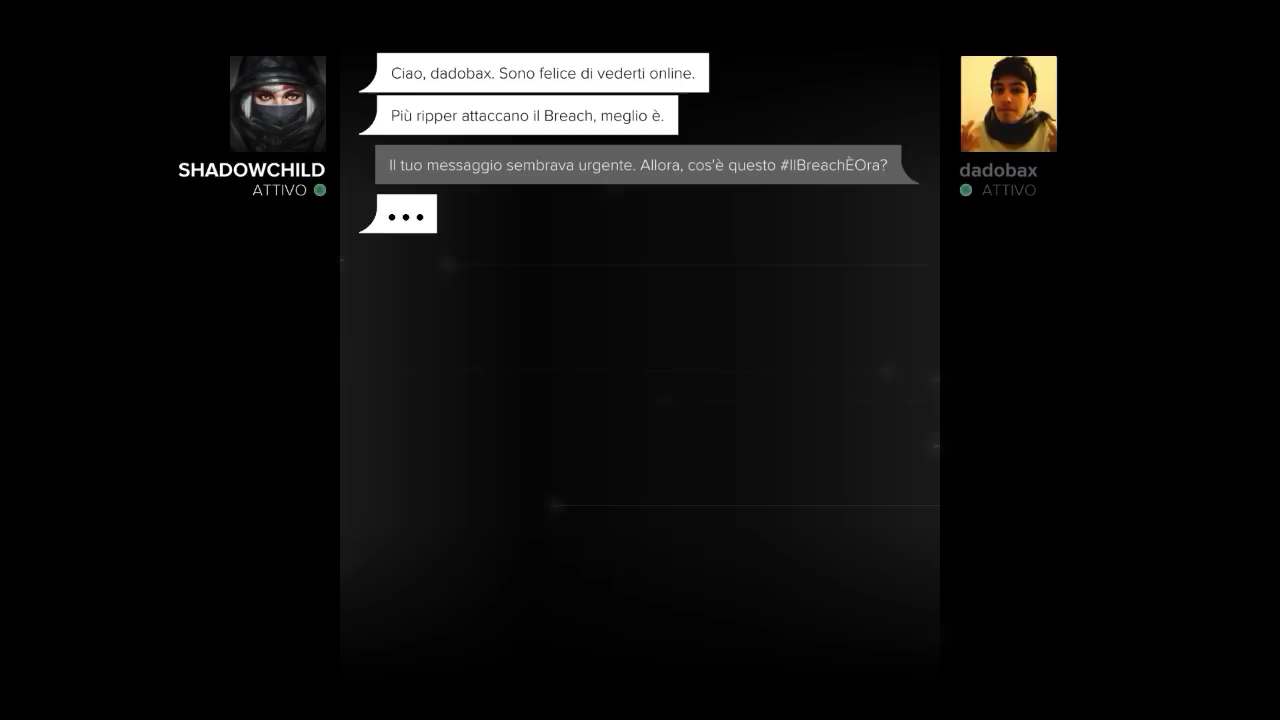 Ciao, dadobax. Sono felice di vederti online.
Più ripper attaccano il Breach, meglio è.
Il tuo messaggio sembrava urgente. Allora, cos'è questo #IlBreachÈOra?
SHADOWCHILD
ATTIVO
dadobax
ATTIVO